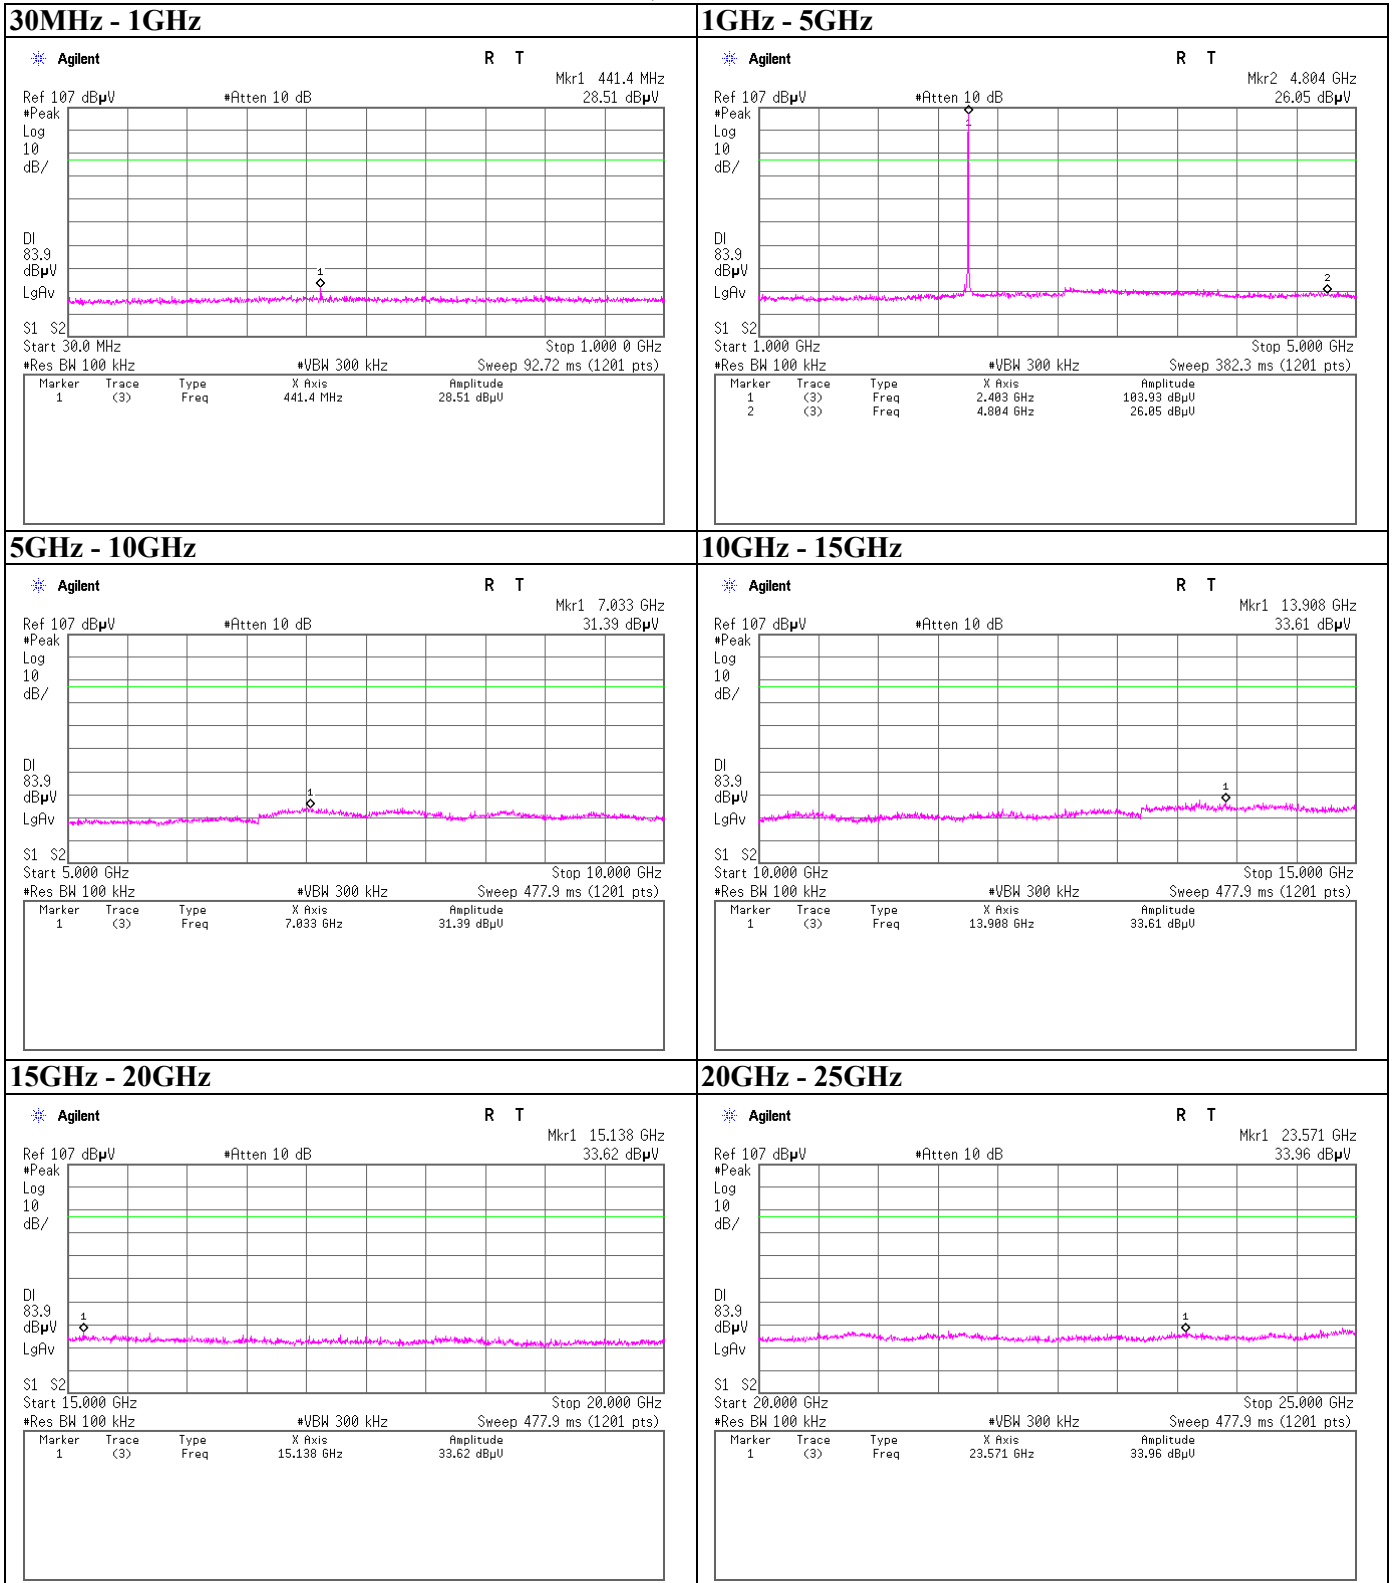 30MHz - 1GHz
Agilent
R T
Mkr1 441.4 MHz
Ref 107 dBµV #Atten 10 dB 28.51 dBµV
#Peak
Log
10
dB/
DI
83.9
dBµV
LgAv
1
S1 S2
Start 30.0 MHz Stop 1.000 0 GHz
#Res BW 100 kHz #VBW 300 kHz Sweep 92.72 ms (1201 pts)
Marker Trace Type X Axis Amplitude
1 (3) Freq 441.4 MHz 28.51 dBµV
1GHz - 5GHz
Agilent
R T
Mkr2 4.804 GHz
Ref 107 dBµV #Atten 10 dB 26.05 dBµV
#Peak
Log
10
dB/
1
DI
83.9
dBµV
LgAv
2
S1 S2
Start 1.000 GHz Stop 5.000 GHz
#Res BW 100 kHz #VBW 300 kHz Sweep 382.3 ms (1201 pts)
Marker Trace Type X Axis Amplitude
1 (3) Freq 2.403 GHz 103.93 dBµV
2 (3) Freq 4.804 GHz 26.05 dBµV
5GHz - 10GHz
Agilent
R T
Mkr1 7.033 GHz
Ref 107 dBµV #Atten 10 dB 31.39 dBµV
#Peak
Log
10
dB/
DI
83.9
dBµV
LgAv
1
S1 S2
Start 5.000 GHz Stop 10.000 GHz
#Res BW 100 kHz #VBW 300 kHz Sweep 477.9 ms (1201 pts)
Marker Trace Type X Axis Amplitude
1 (3) Freq 7.033 GHz 31.39 dBµV
10GHz - 15GHz
Agilent
R T
Mkr1 13.908 GHz
Ref 107 dBµV #Atten 10 dB 33.61 dBµV
#Peak
Log
10
dB/
DI
83.9
dBµV
LgAv
1
S1 S2
Start 10.000 GHz Stop 15.000 GHz
#Res BW 100 kHz #VBW 300 kHz Sweep 477.9 ms (1201 pts)
Marker Trace Type X Axis Amplitude
1 (3) Freq 13.908 GHz 33.61 dBµV
15GHz - 20GHz
Agilent
R T
Mkr1 15.138 GHz
Ref 107 dBµV #Atten 10 dB 33.62 dBµV
#Peak
Log
10
dB/
DI
83.9
dBµV
LgAv
1
S1 S2
Start 15.000 GHz Stop 20.000 GHz
#Res BW 100 kHz #VBW 300 kHz Sweep 477.9 ms (1201 pts)
Marker Trace Type X Axis Amplitude
1 (3) Freq 15.138 GHz 33.62 dBµV
20GHz - 25GHz
Agilent
R T
Mkr1 23.571 GHz
Ref 107 dBµV #Atten 10 dB 33.96 dBµV
#Peak
Log
10
dB/
DI
83.9
dBµV
LgAv
1
S1 S2
Start 20.000 GHz Stop 25.000 GHz
#Res BW 100 kHz #VBW 300 kHz Sweep 477.9 ms (1201 pts)
Marker Trace Type X Axis Amplitude
1 (3) Freq 23.571 GHz 33.96 dBµV